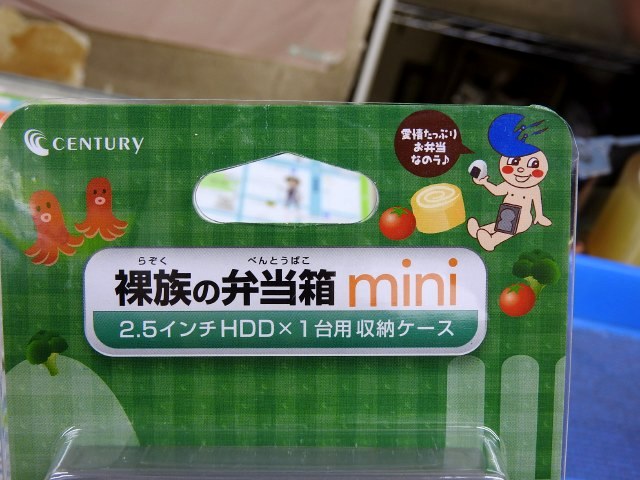 CENTURY
愛情たっぷり
お弁当
なのう♪
らぞく べんとうばこ
裸族の弁当箱 mini
2.5インチHDD×1台用 収納ケース